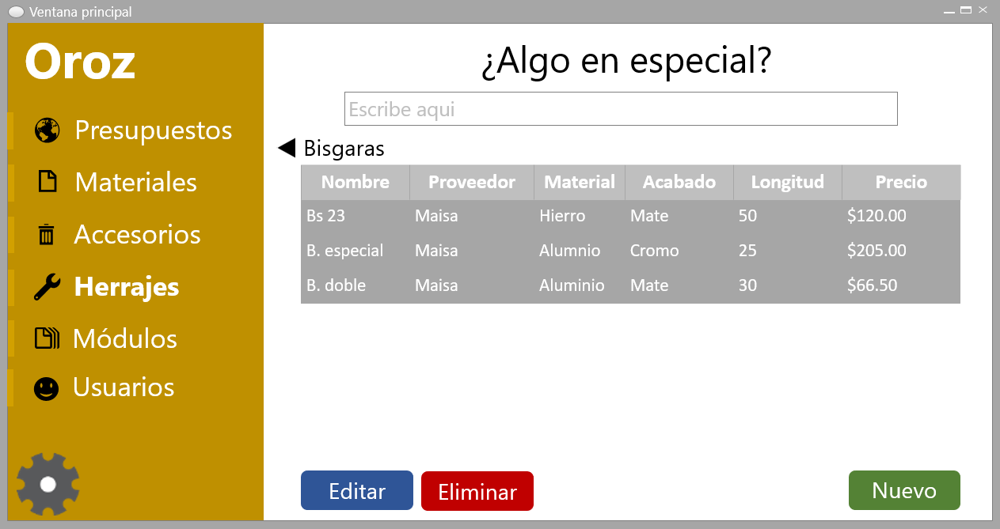 Ventana principal
Oroz
Presupuestos
Materiales
Accesorios
Herrajes
Módulos
Usuarios
¿Algo en especial?
Escribe aqui
Bisgaras
Nombre Proveedor Material Acabado Longitud Precio
Bs 23 Maisa Hierro Mate 50 $120.00
B. especial Maisa Alumnio Cromo 25 $205.00
B. doble Maisa Aluminio Mate 30 $66.50
Editar Eliminar Nuevo